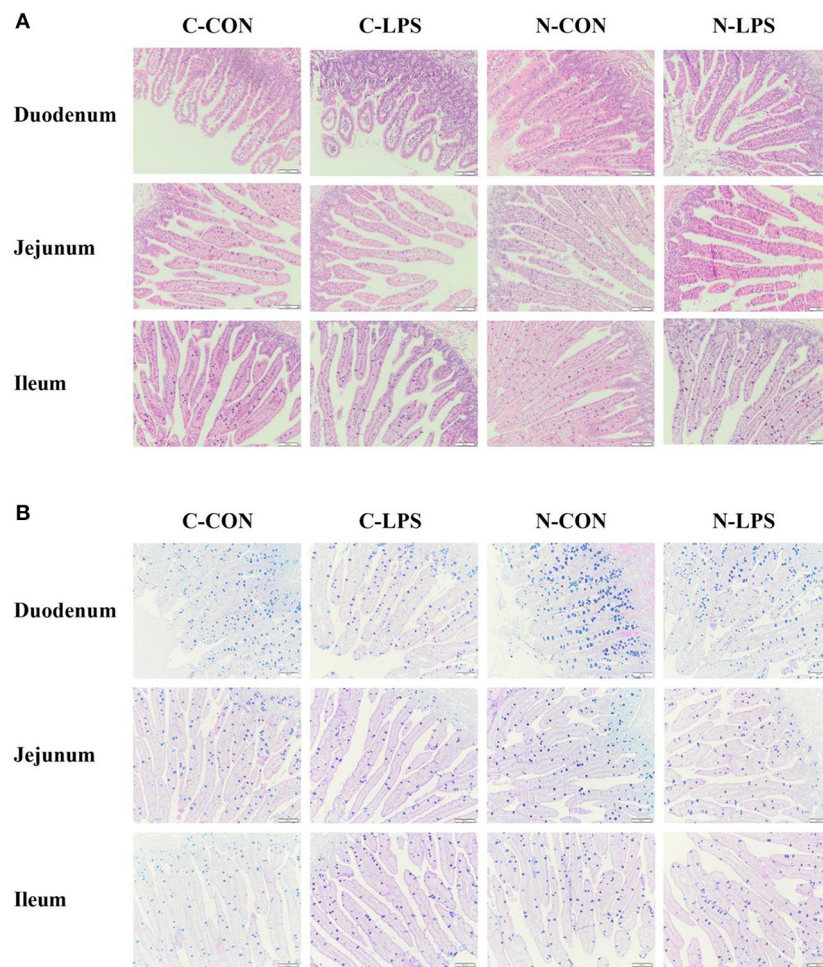 A
C-CON C-LPS N-CON N-LPS
Duodenum
Jejunum
Ileum
B
C-CON C-LPS N-CON N-LPS
Duodenum
Jejunum
Ileum